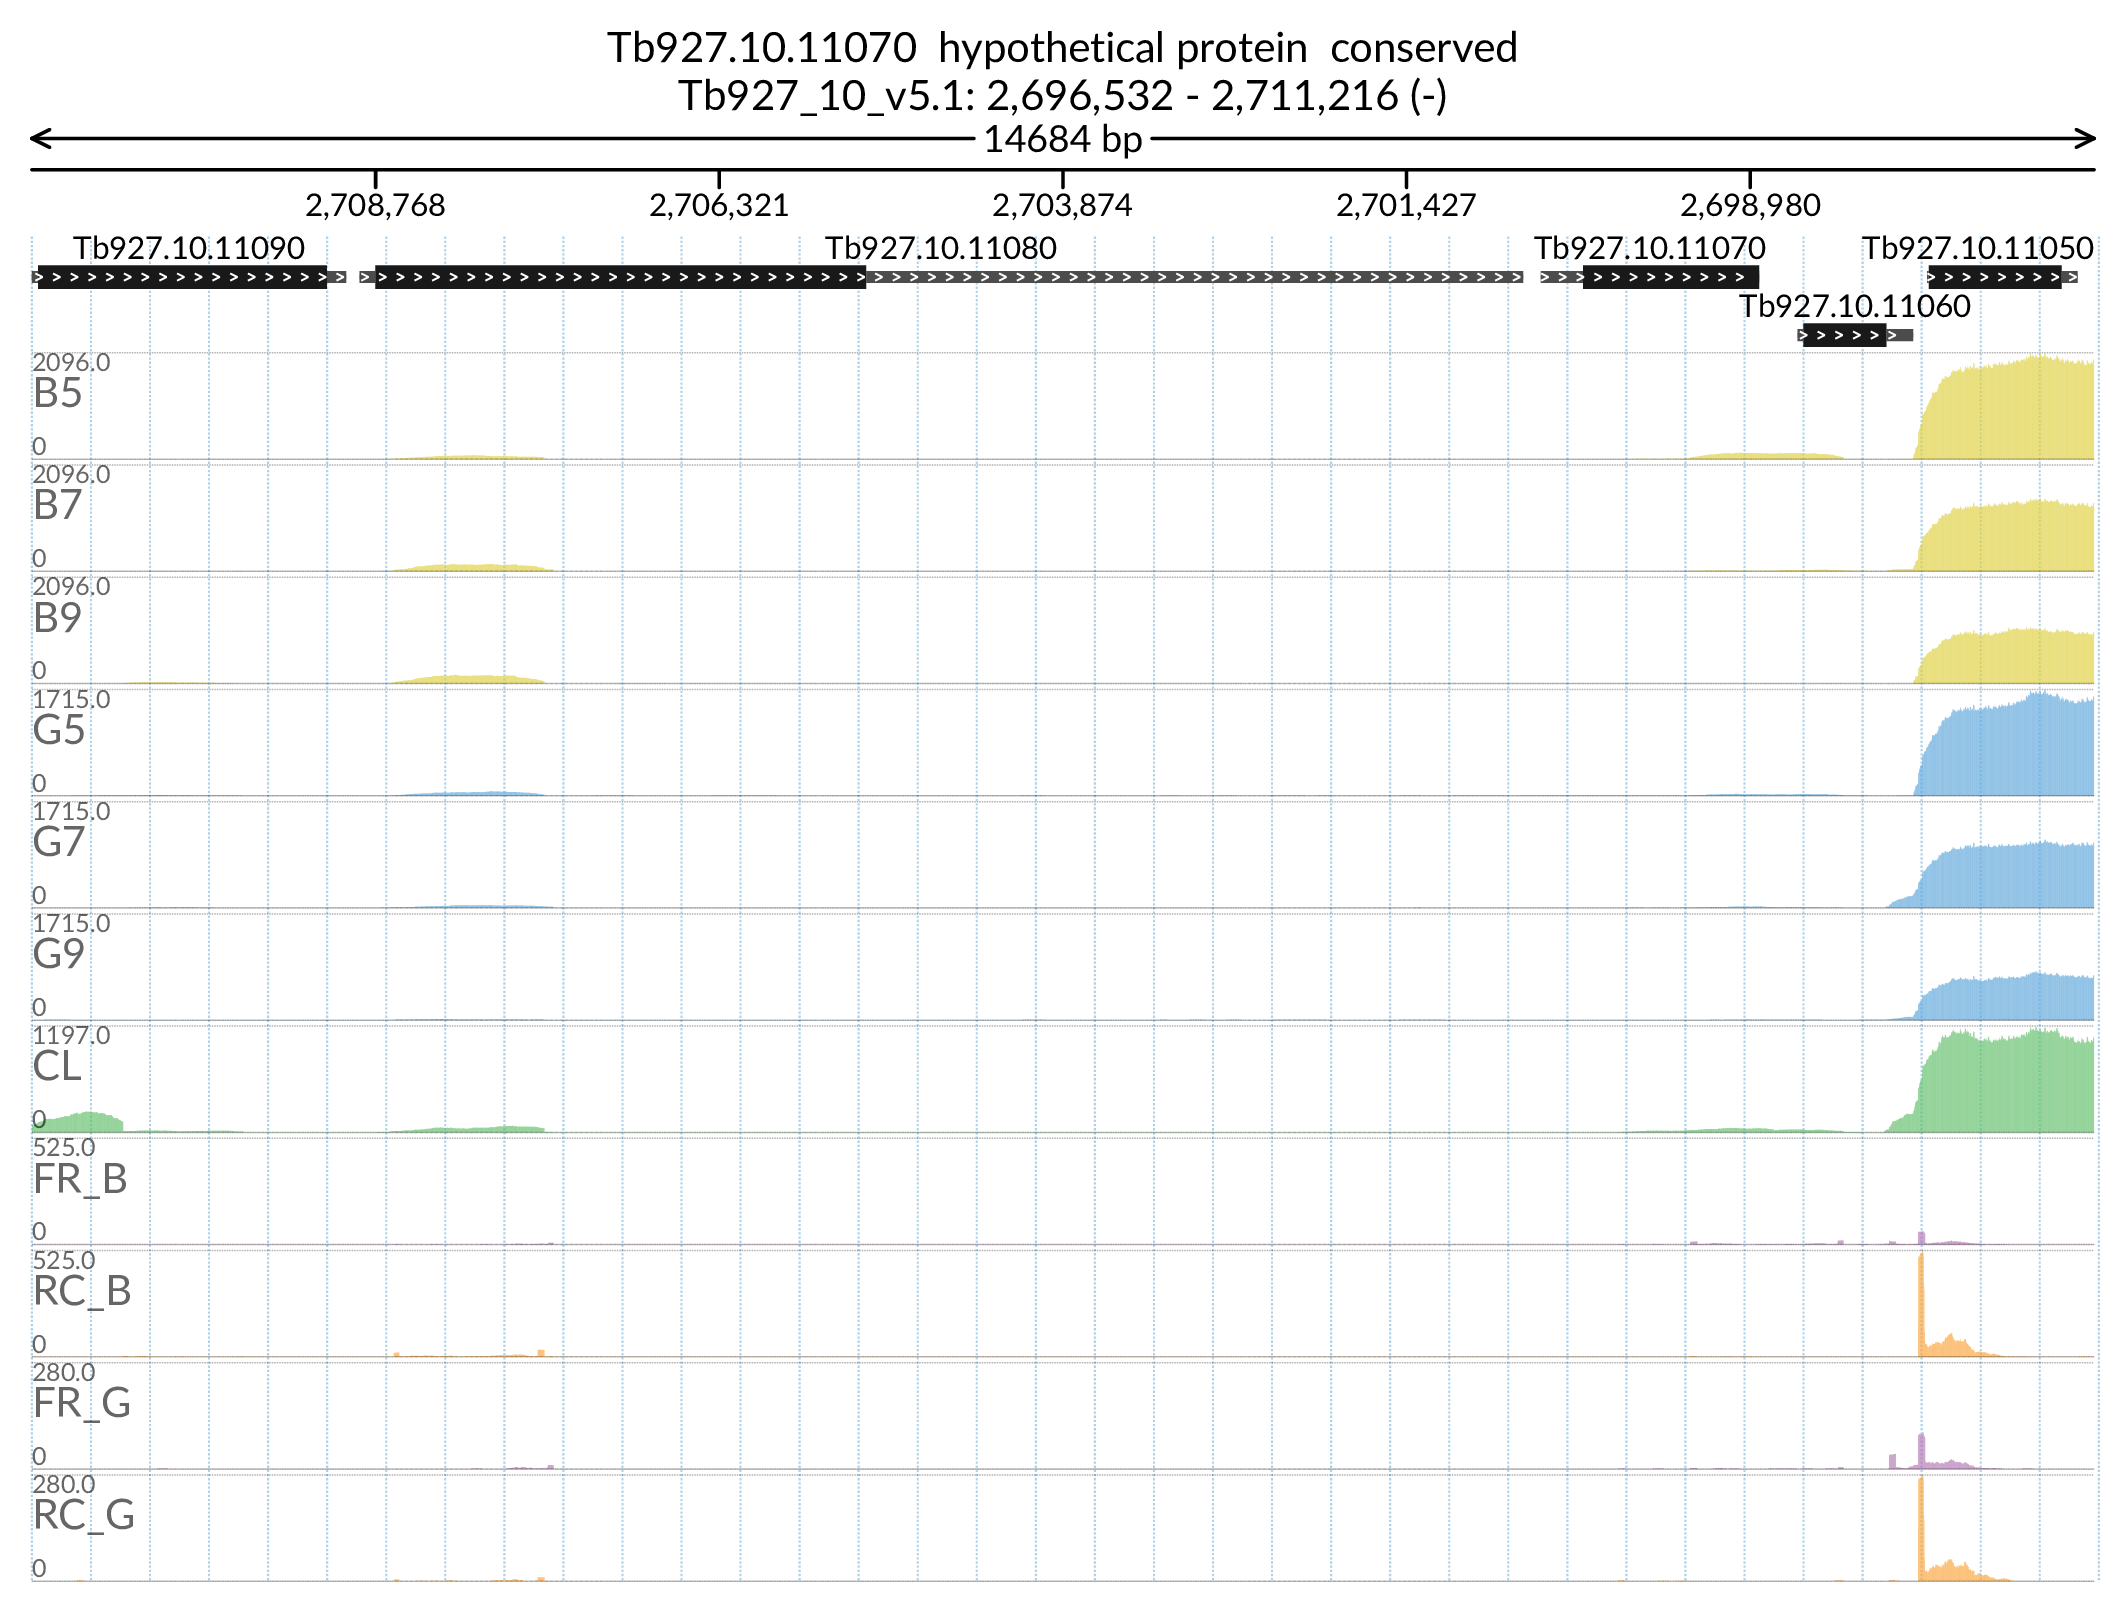 Tb927.10.11070  hypothetical protein  conserved
Tb927_10_v5.1: 2,696,532 - 2,711,216 (-)
14684 bp
2,708,768 2,706,321 2,703,874 2,701,427 2,698,980
Tb927.10.11090 Tb927.10.11080 Tb927.10.11070 Tb927.10.11050
Tb927.10.11060
2096.0
B5
0
2096.0
B7
0
2096.0
B9
0
1715.0
G5
0
1715.0
G7
0
1715.0
G9
0
1197.0
CL
0
525.0
FR_B
0
525.0
RC_B
0
280.0
FR_G
0
280.0
RC_G
0